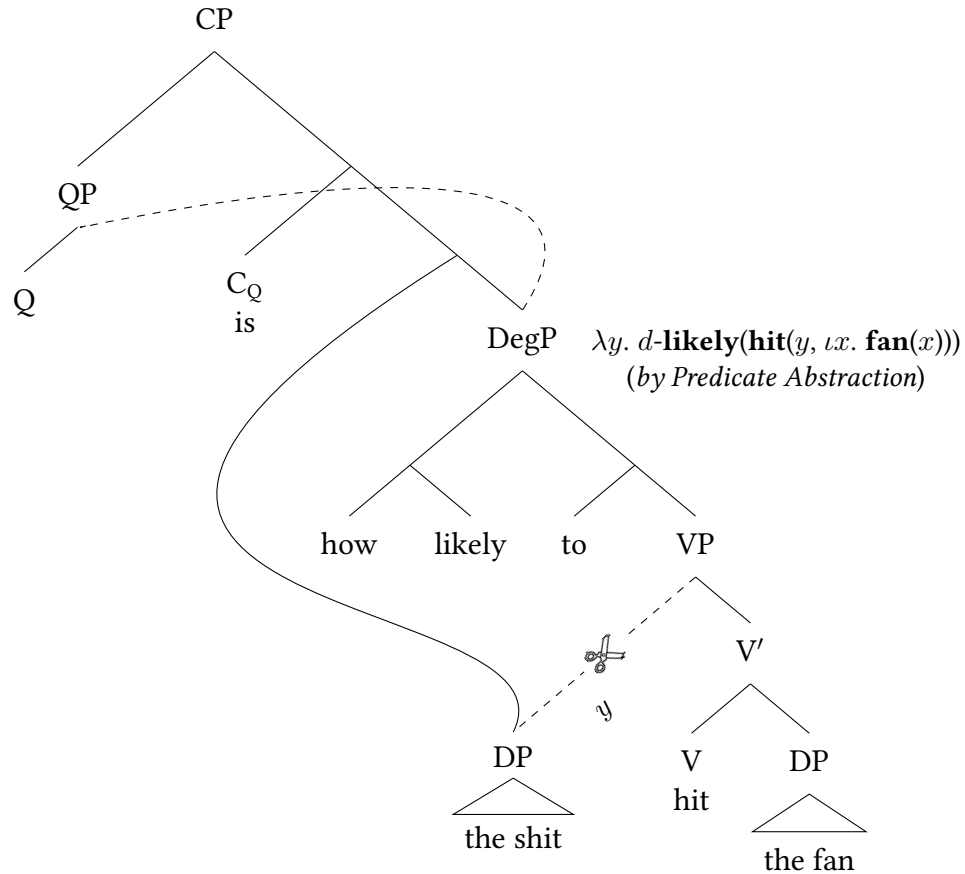 CP
QP
Q
C_Q
is
DegP
λy. d-likely(hit(y, ιx. fan(x)))
(by Predicate Abstraction)
how likely to VP
V′
y
DP V DP
hit
the shit
the fan